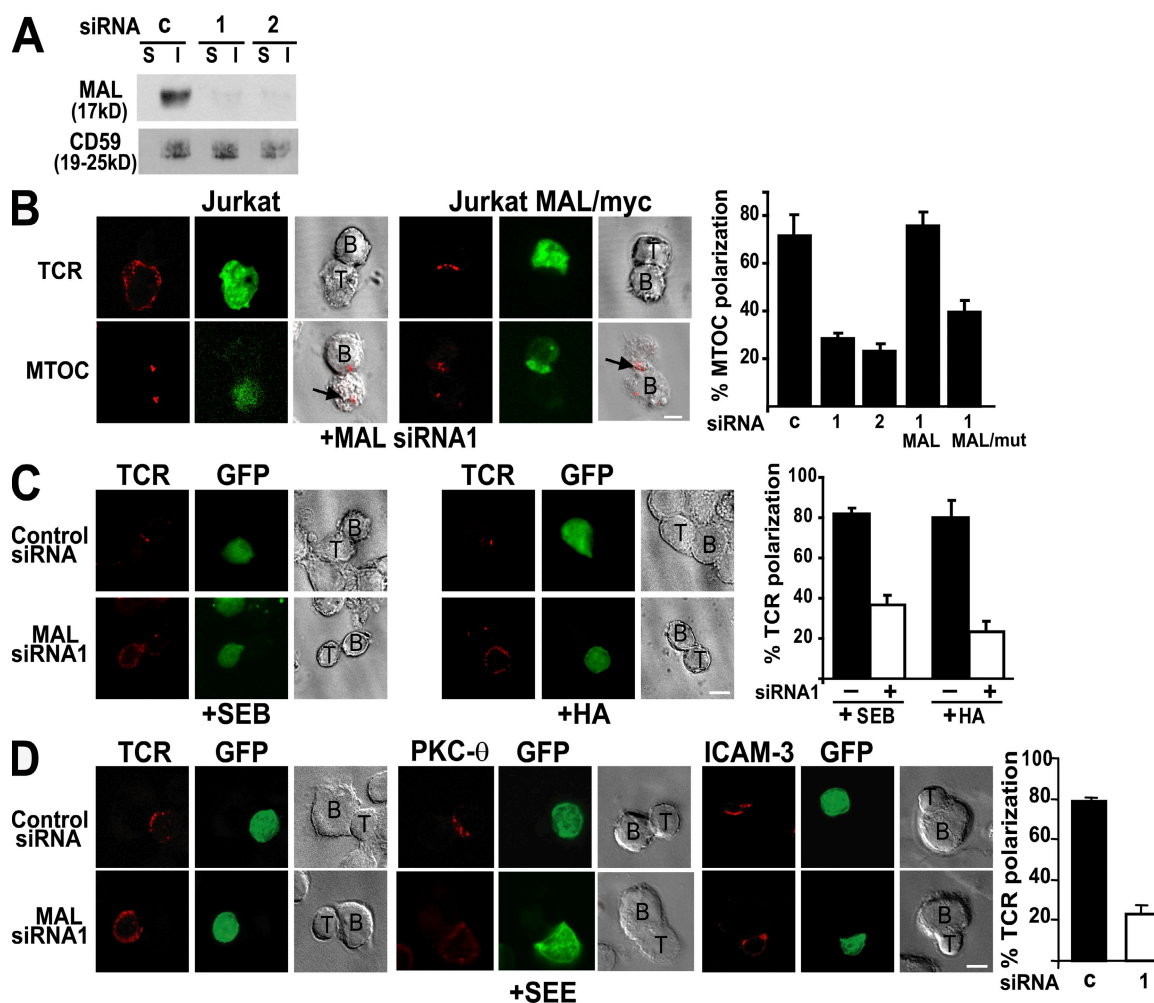 A
siRNA c 1 2
S I S I S I
MAL
(17kD)
CD59
(19-25kD)
B
Jurkat Jurkat MAL/myc
TCR
B
T
T
B
MTOC
B
B
+MAL siRNA1
% MTOC polarization
80
60
40
20
siRNA c 1 2 1 1
MAL MAL/mut
C
TCR GFP TCR GFP
Control
siRNA
B
T
T
B
MAL
siRNA1
T B
B
T
+SEB +HA
% TCR polarization
100
80
60
40
20
siRNA1 – + – +
+SEB +HA
D
TCR GFP PKC-θ GFP ICAM-3 GFP
Control
siRNA
B
T
B T
T
B
MAL
siRNA1
T B
B
T
B
T
+SEE
% TCR polarization
100
80
60
40
20
siRNA c 1